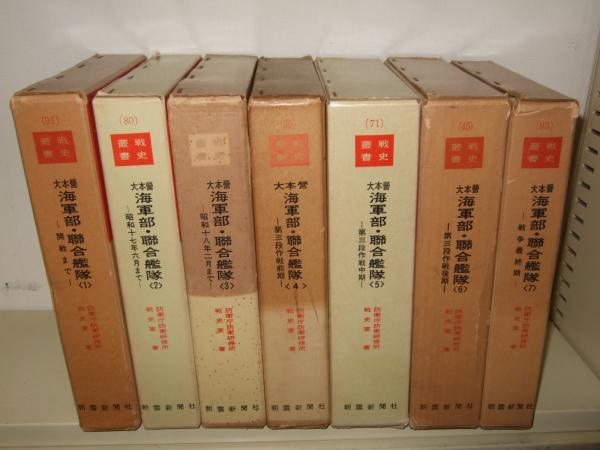 (91)
戦史
叢書
大本營
海軍部・聯合艦隊〈1〉
―開戦まで―
防衛庁防衛研修所
戦史室 著
朝雲新聞社
(80)
戦史
叢書
大本營
海軍部・聯合艦隊〈2〉
―昭和十七年六月まで―
防衛庁防衛研修所
戦史室 著
朝雲新聞社
大本營
海軍部・聯合艦隊〈3〉
―昭和十八年二月まで―
防衛庁防衛研修所
戦史室 著
朝雲新聞社
大本營
海軍部・聯合艦隊〈4〉
―第三段作戦前期―
防衛庁防衛研修所
戦史室 著
朝雲新聞社
(71)
戦史
叢書
大本營
海軍部・聯合艦隊〈5〉
―第三段作戦中期―
防衛庁防衛研修所
戦史室 著
朝雲新聞社
(45)
戦史
叢書
大本營
海軍部・聯合艦隊〈6〉
―第三段作戦後期―
防衛庁防衛研修所
戦史室 著
朝雲新聞社
(93)
戦史
叢書
大本營
海軍部・聯合艦隊〈7〉
―戦争最終期―
防衛庁防衛研修所
戦史室 著
朝雲新聞社